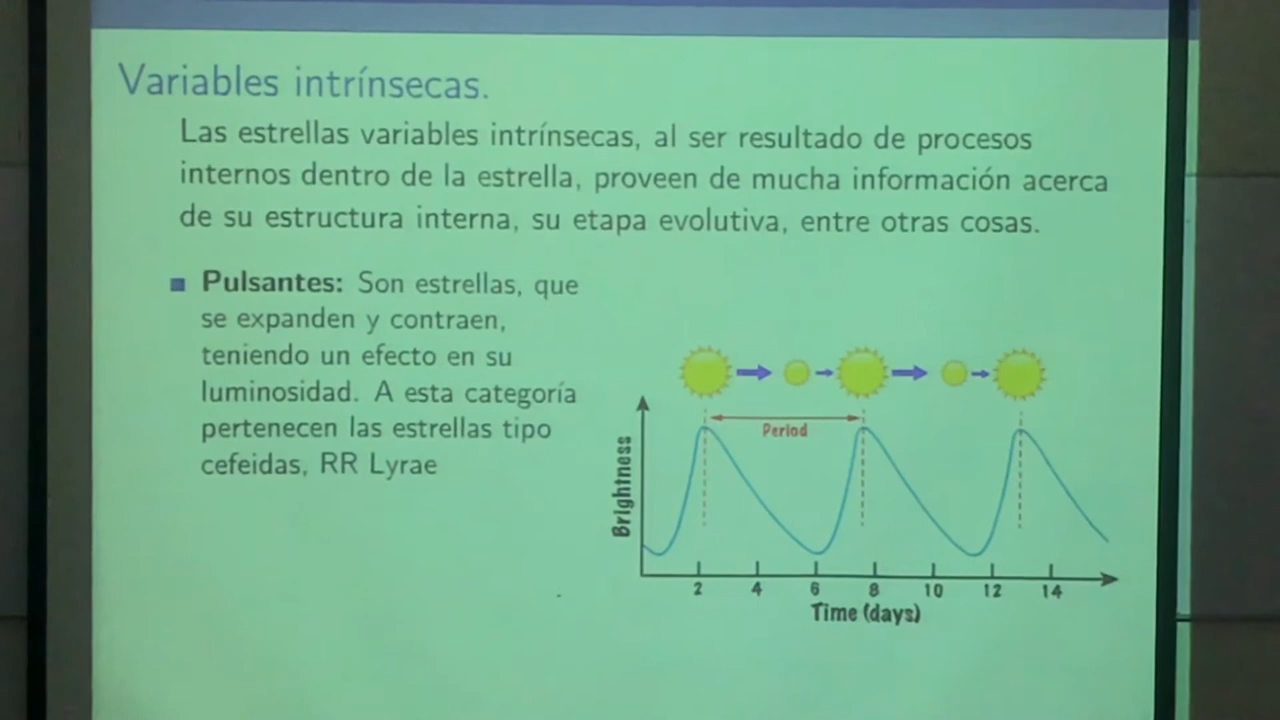 Variables intrínsecas.
Las estrellas variables intrínsecas, al ser resultado de procesos
internos dentro de la estrella, proveen de mucha información acerca
de su estructura interna, su etapa evolutiva, entre otras cosas.
Pulsantes: Son estrellas, que
se expanden y contraen,
teniendo un efecto en su
luminosidad. A esta categoría
pertenecen las estrellas tipo
cefeidas, RR Lyrae
Period
Brightness
2 4 6 8 10 12 14
Time (days)